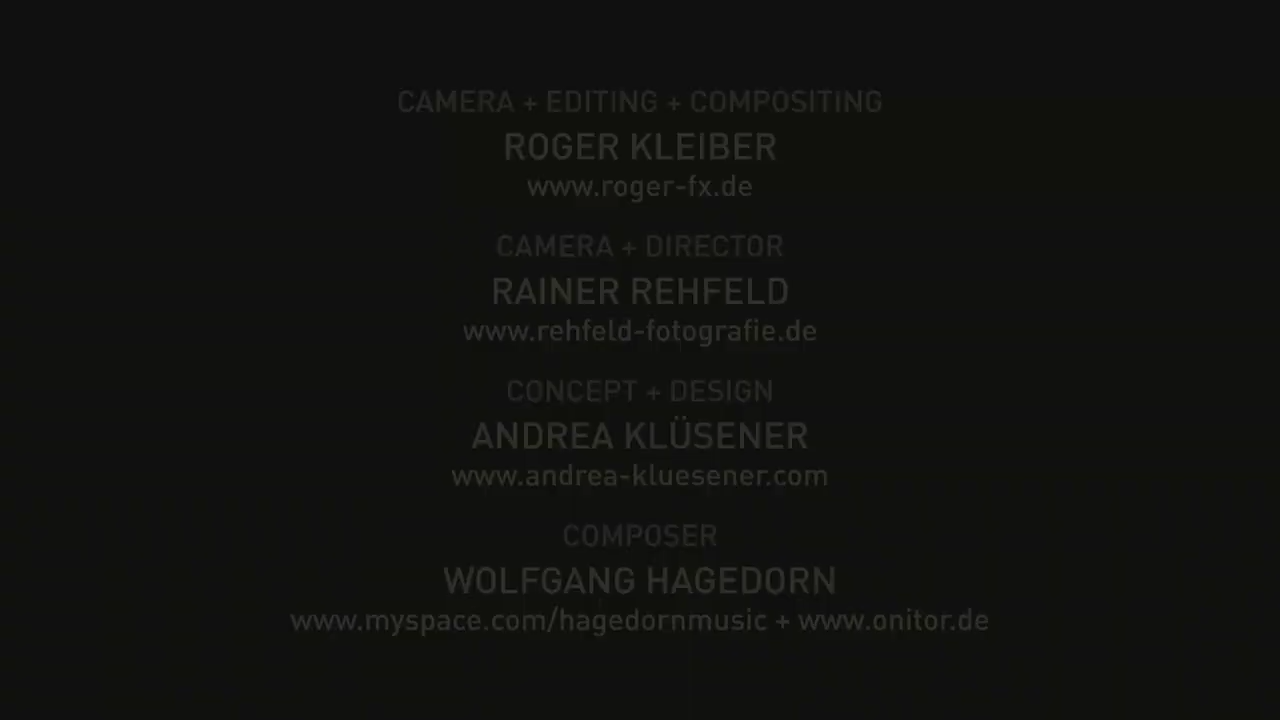 CAMERA + EDITING + COMPOSITING
ROGER KLEIBER
www.roger-fx.de
CAMERA + DIRECTOR
RAINER REHFELD
www.rehfeld-fotografie.de
CONCEPT + DESIGN
ANDREA KLÜSENER
www.andrea-kluesener.com
COMPOSER
WOLFGANG HAGEDORN
www.myspace.com/hagedornmusic + www.onitor.de